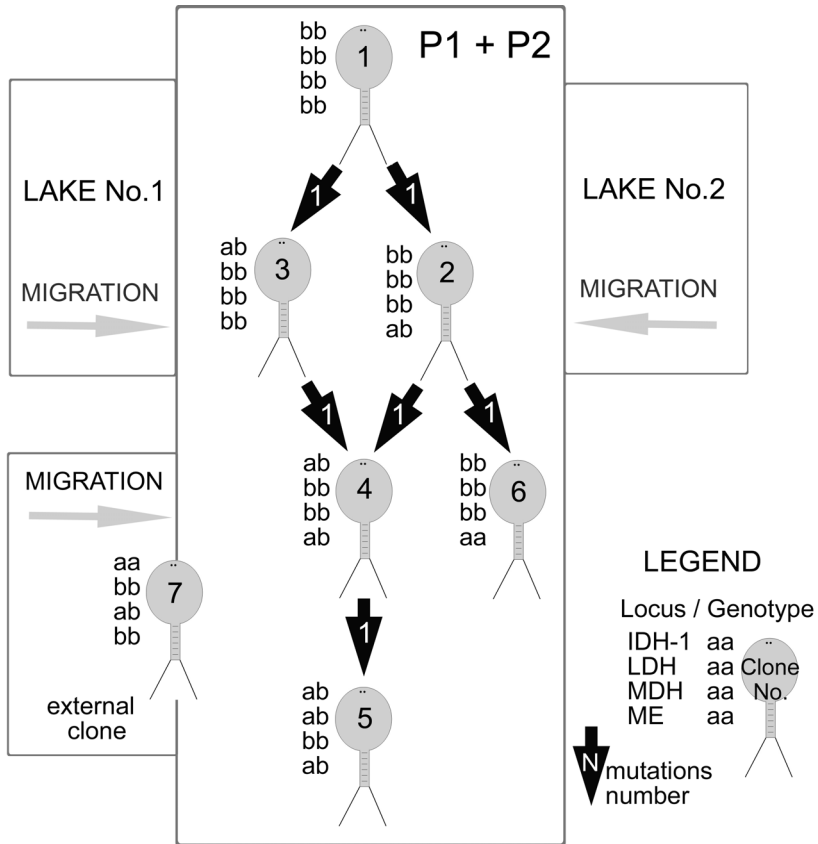 P1 + P2
bb
bb
bb
bb
1
1
1
LAKE No.1
MIGRATION
LAKE No.2
MIGRATION
ab
bb
bb
bb
3
bb
bb
bb
ab
2
1
1
1
ab
bb
bb
ab
4
bb
bb
bb
aa
6
MIGRATION
aa
bb
ab
bb
7
external
clone
1
ab
ab
bb
ab
5
LEGEND
Locus / Genotype
IDH-1 aa
LDH aa Clone
MDH aa No.
ME aa
N mutations
number